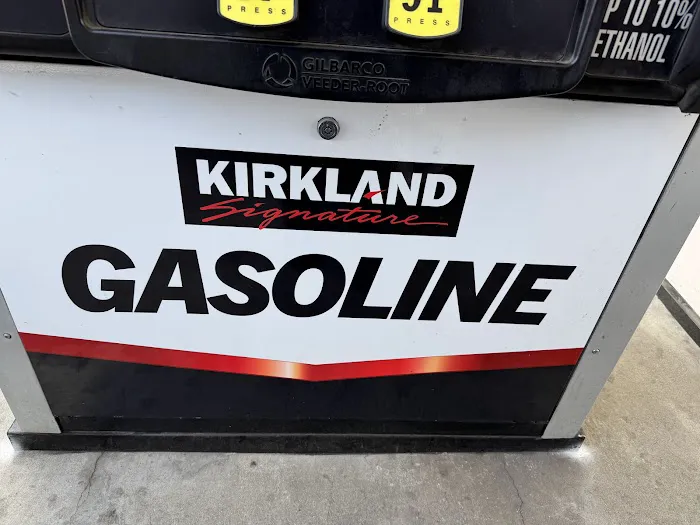 PRESS
91
PRESS
P TO 10%
ETHANOL
GILBARCO
VEEDER-ROOT
KIRKLAND
Signature
GASOLINE